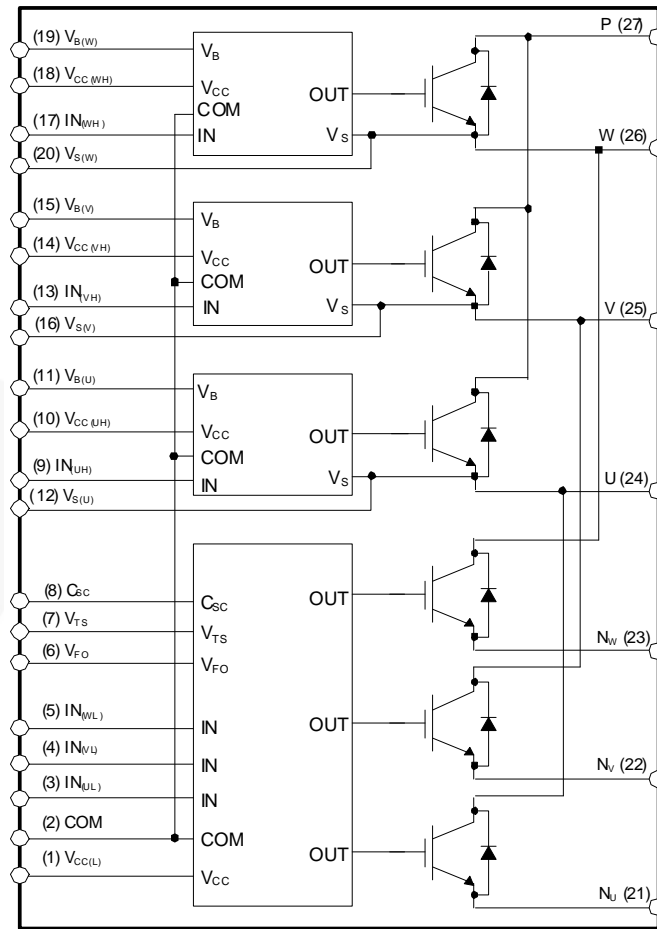 (19) VB(W)
VB
P (27)
(18) VCC(WH)
VCC
COM
OUT
(17) IN(WH)
IN
VS
W (26)
(20) VS(W)
(15) VB(V)
VB
(14) VCC(VH)
VCC
OUT
COM
(13) IN(VH)
IN
VS
V (25)
(16) VS(V)
(11) VB(U)
VB
(10) VCC(UH)
VCC
OUT
COM
(9) IN(UH)
IN
VS
U (24)
(12) VS(U)
(8) CSC
CSC
OUT
(7) VTS
VTS
NW (23)
(6) VFO
VFO
(5) IN(WL)
IN
OUT
(4) IN(VL)
IN
NV (22)
(3) IN(UL)
IN
(2) COM
COM
OUT
(1) VCC(L)
VCC
NU (21)